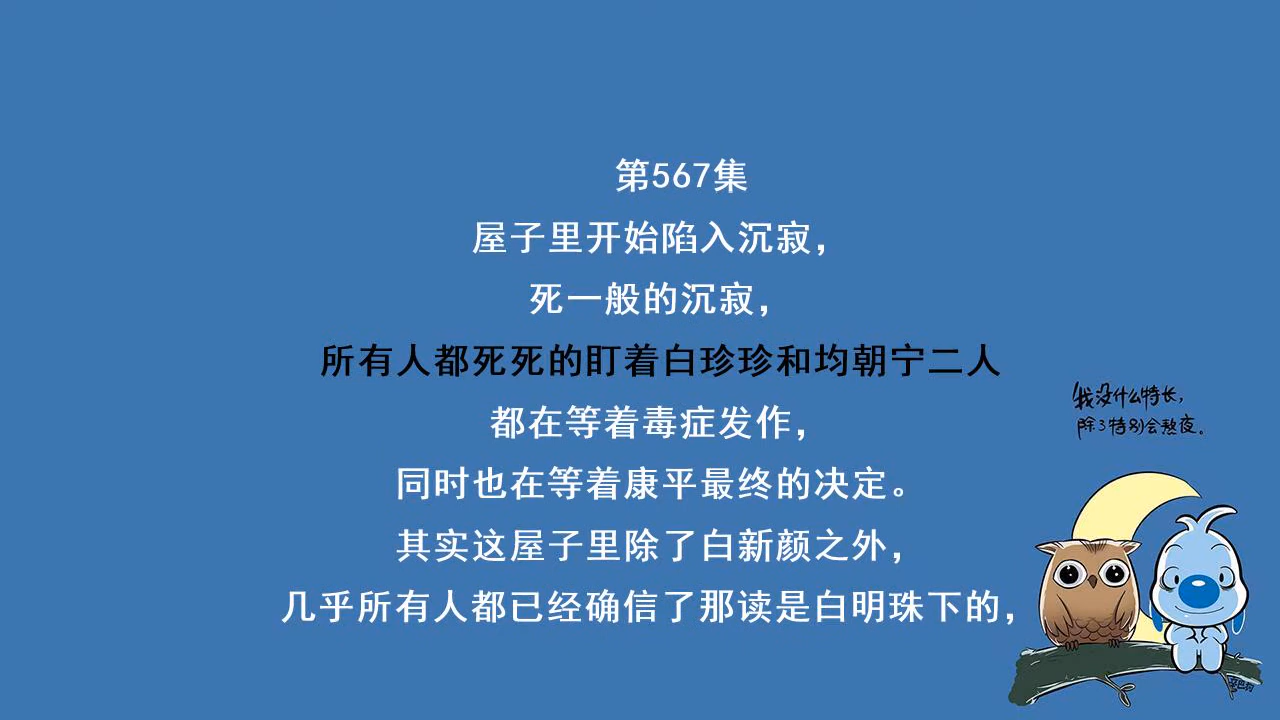 第567集
屋子里开始陷入沉寂，
死一般的沉寂，
所有人都死死的盯着白珍珍和均朝宁二人
都在等着毒症发作，
同时也在等着康平最终的决定。
其实这屋子里除了白新颜之外，
几乎所有人都已经确信了那读是白明珠下的，
我没什么特长，
除了特别会熬夜。